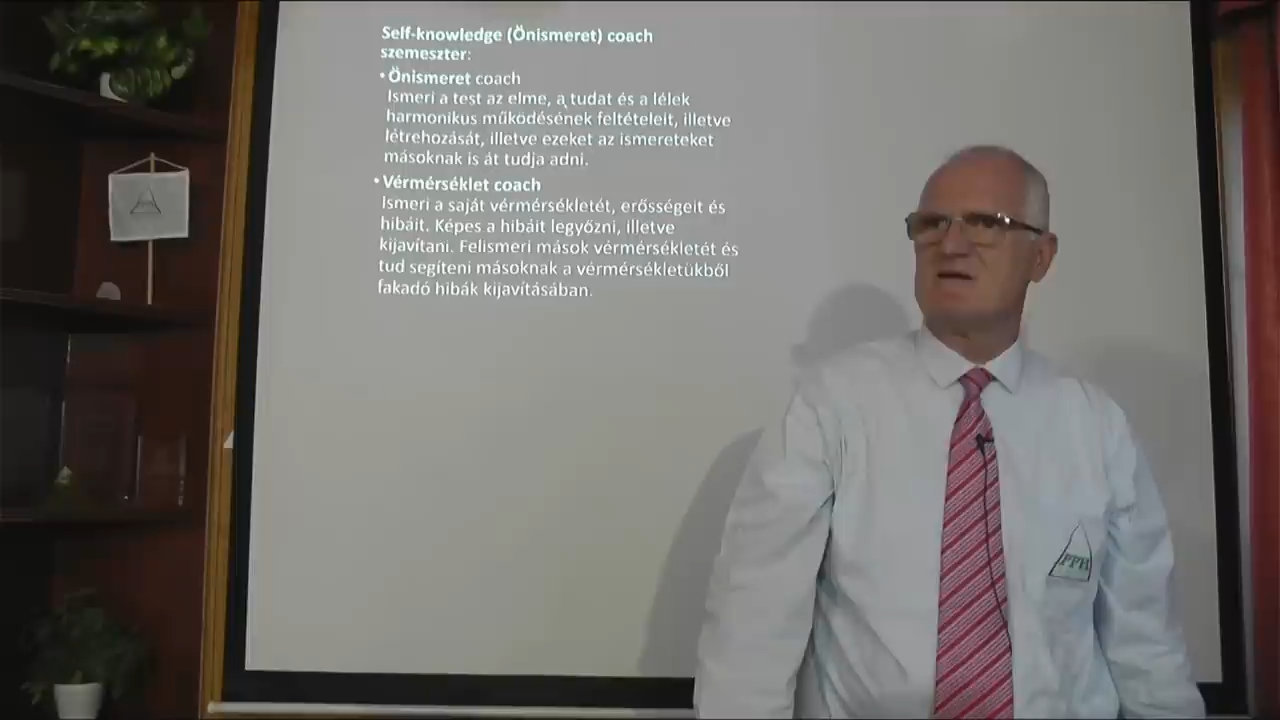 Self-knowledge (Önismeret) coach
szemeszter:
•Önismeret coach
Ismeri a test az elme, a tudat és a lélek
harmonikus működésének feltételeit, illetve
létrehozását, illetve ezeket az ismereteket
másoknak is át tudja adni.
•Vérmérséklet coach
Ismeri a saját vérmérsékletét, erősségeit és
hibáit. Képes a hibáit legyőzni, illetve
kijavítani. Felismeri mások vérmérsékletét és
tud segíteni másoknak a vérmérsékletükből
fakadó hibák kijavításában.
PPH